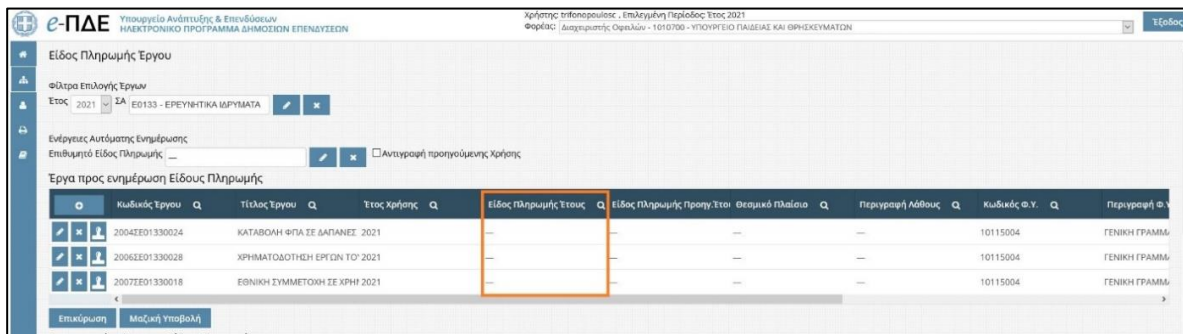 e-ΠΔΕ Υπουργείο Ανάπτυξης & Επενδύσεων
ΗΛΕΚΤΡΟΝΙΚΟ ΠΡΟΓΡΑΜΜΑ ΔΗΜΟΣΙΩΝ ΕΠΕΝΔΥΣΕΩΝ
Χρήστης: trifonopoulosc , Επιλεγμένη Περίοδος: Έτος 2021
Φορέας: Διαχειριστής Οφειλών - 1010700 - ΥΠΟΥΡΓΕΙΟ ΠΑΙΔΕΙΑΣ ΚΑΙ ΘΡΗΣΚΕΥΜΑΤΩΝ
Έξοδος
Είδος Πληρωμής Έργου
Φίλτρα Επιλογής Έργων
Έτος 2021 ΣΑ Ε0133 - ΕΡΕΥΝΗΤΙΚΑ ΙΔΡΥΜΑΤΑ
Ενέργειες Αυτόματης Ενημέρωσης
Επιθυμητό Είδος Πληρωμής — Αντιγραφή προηγούμενης Χρήσης
Έργα προς ενημέρωση Είδους Πληρωμής
Κωδικός Έργου Τίτλος Έργου Έτος Χρήσης Είδος Πληρωμής Έτους Είδος Πληρωμής Προηγ.Έτου Θεσμικό Πλαίσιο Περιγραφή Λάθους Κωδικός Φ.Υ. Περιγραφή Φ.Υ
2004ΣΕ01330024 ΚΑΤΑΒΟΛΗ ΦΠΑ ΣΕ ΔΑΠΑΝΕΣ 2021 — — — — 10115004 ΓΕΝΙΚΗ ΓΡΑΜΜΑ
2006ΣΕ01330028 ΧΡΗΜΑΤΟΔΟΤΗΣΗ ΕΡΓΩΝ ΤΟΥ 2021 — — — — 10115004 ΓΕΝΙΚΗ ΓΡΑΜΜΑ
2007ΣΕ01330018 ΕΘΝΙΚΗ ΣΥΜΜΕΤΟΧΗ ΣΕ ΧΡΗΜ 2021 — — — — 10115004 ΓΕΝΙΚΗ ΓΡΑΜΜΑ
Επικύρωση Μαζική Υποβολή